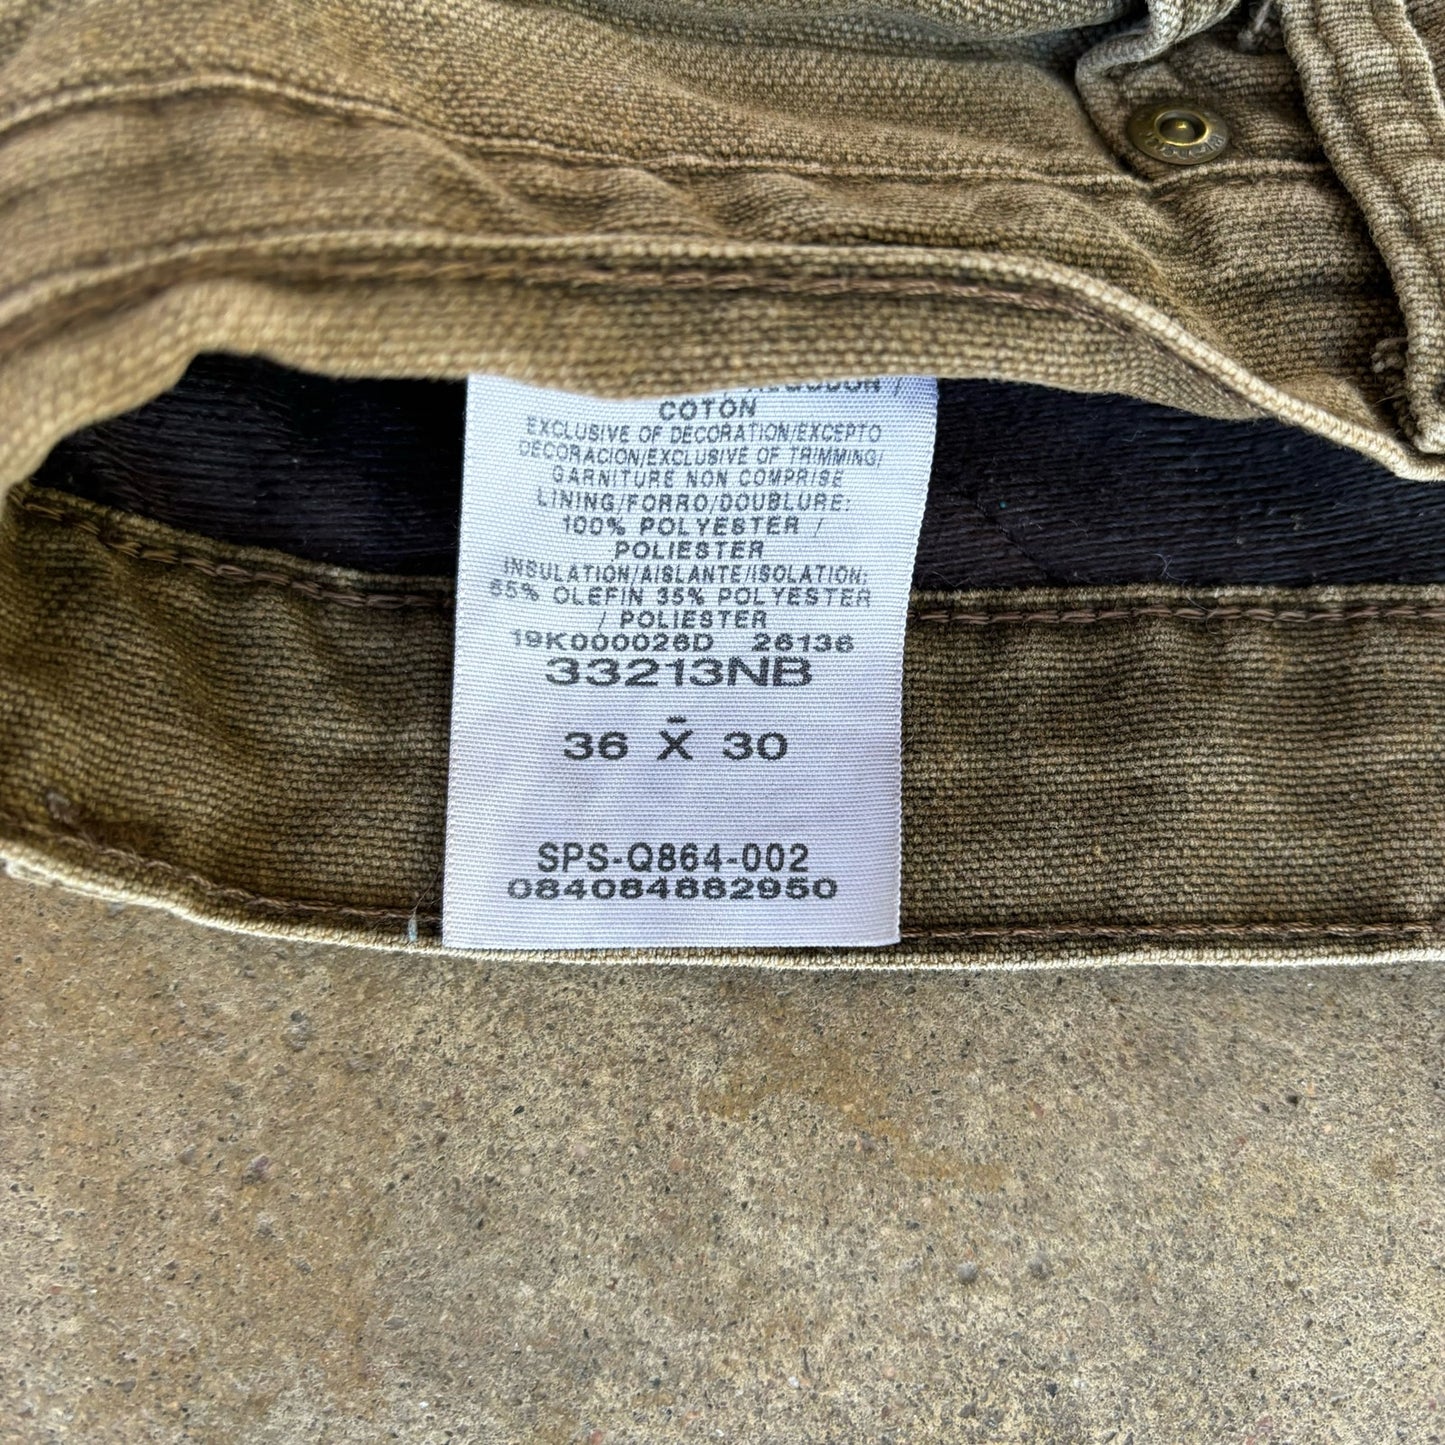 COTON
EXCLUSIVE OF DECORATION/EXCEPTO
DECORACION/EXCLUSIVE OF TRIMMING/
GARNITURE NON COMPRISE
LINING/FORRO/DOUBLURE:
100% POLYESTER /
POLIESTER
INSULATION/AISLANTE/ISOLATION:
65% OLEFIN 35% POLYESTER
/ POLIESTER
19K000026D 26136
33213NB
36 X 30
SPS-Q864-002
084084882950